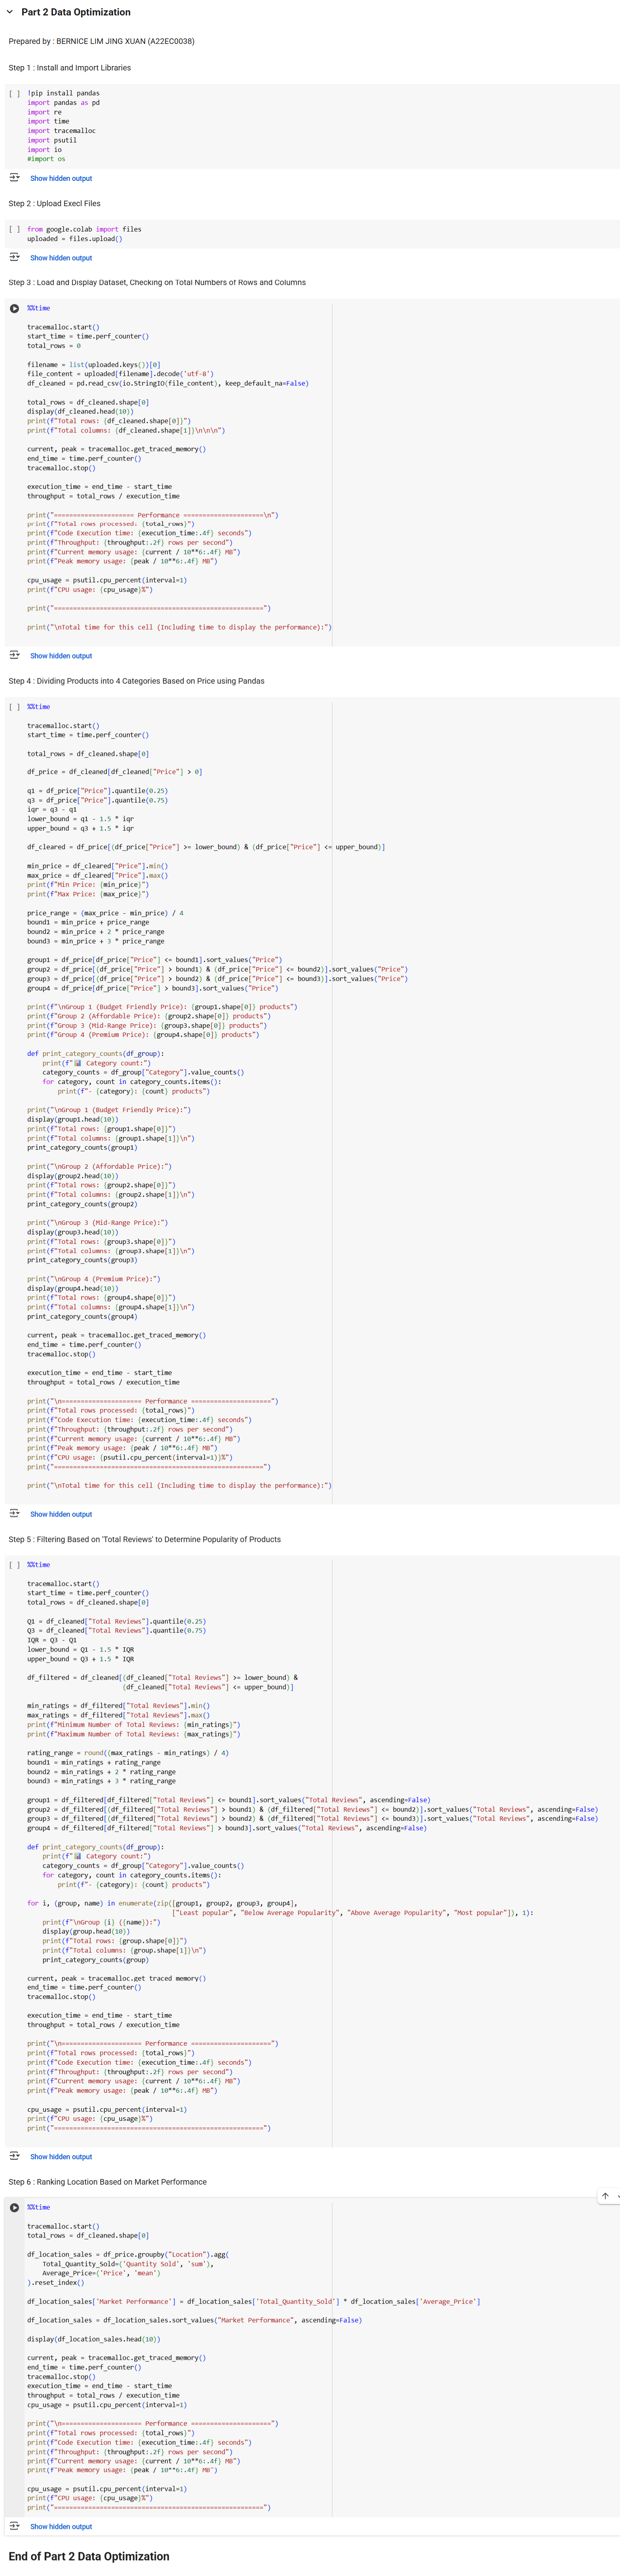 Part 2 Data Optimization
Prepared by : BERNICE LIM JING XUAN (A22EC0038)
Step 1 : Install and Import Libraries
[ ] !pip install pandas
import pandas as pd
import re
import time
import tracemalloc
import psutil
import io
#import os
Show hidden output
Step 2 : Upload Execl Files
[ ] from google.colab import files
uploaded = files.upload()
Show hidden output
Step 3 : Load and Display Dataset, Checking on Total Numbers of Rows and Columns
%%time
tracemalloc.start()
start_time = time.perf_counter()
total_rows = 0
filename = list(uploaded.keys())[0]
file_content = uploaded[filename].decode('utf-8')
df_cleaned = pd.read_csv(io.StringIO(file_content), keep_default_na=False)
total_rows = df_cleaned.shape[0]
display(df_cleaned.head(10))
print(f"Total rows: {df_cleaned.shape[0]}")
print(f"Total columns: {df_cleaned.shape[1]}\n\n\n")
current, peak = tracemalloc.get_traced_memory()
end_time = time.perf_counter()
tracemalloc.stop()
execution_time = end_time - start_time
throughput = total_rows / execution_time
print("===================== Performance =====================\n")
print(f"Total rows processed: {total_rows}")
print(f"Code Execution time: {execution_time:.4f} seconds")
print(f"Throughput: {throughput:.2f} rows per second")
print(f"Current memory usage: {current / 10**6:.4f} MB")
print(f"Peak memory usage: {peak / 10**6:.4f} MB")
cpu_usage = psutil.cpu_percent(interval=1)
print(f"CPU usage: {cpu_usage}%")
print("=======================================================")
print("\nTotal time for this cell (Including time to display the performance):")
Show hidden output
Step 4 : Dividing Products into 4 Categories Based on Price using Pandas
[ ] %%time
tracemalloc.start()
start_time = time.perf_counter()
total_rows = df_cleaned.shape[0]
df_price = df_cleaned[df_cleaned["Price"] > 0]
q1 = df_price["Price"].quantile(0.25)
q3 = df_price["Price"].quantile(0.75)
iqr = q3 - q1
lower_bound = q1 - 1.5 * iqr
upper_bound = q3 + 1.5 * iqr
df_cleared = df_price[(df_price["Price"] >= lower_bound) & (df_price["Price"] <= upper_bound)]
min_price = df_cleared["Price"].min()
max_price = df_cleared["Price"].max()
print(f"Min Price: {min_price}")
print(f"Max Price: {max_price}")
price_range = (max_price - min_price) / 4
bound1 = min_price + price_range
bound2 = min_price + 2 * price_range
bound3 = min_price + 3 * price_range
group1 = df_price[df_price["Price"] <= bound1].sort_values("Price")
group2 = df_price[(df_price["Price"] > bound1) & (df_price["Price"] <= bound2)].sort_values("Price")
group3 = df_price[(df_price["Price"] > bound2) & (df_price["Price"] <= bound3)].sort_values("Price")
group4 = df_price[df_price["Price"] > bound3].sort_values("Price")
print(f"\nGroup 1 (Budget Friendly Price): {group1.shape[0]} products")
print(f"Group 2 (Affordable Price): {group2.shape[0]} products")
print(f"Group 3 (Mid-Range Price): {group3.shape[0]} products")
print(f"Group 4 (Premium Price): {group4.shape[0]} products")
def print_category_counts(df_group):
print(f"📊 Category count:")
category_counts = df_group["Category"].value_counts()
for category, count in category_counts.items():
print(f"- {category}: {count} products")
print("\nGroup 1 (Budget Friendly Price):")
display(group1.head(10))
print(f"Total rows: {group1.shape[0]}")
print(f"Total columns: {group1.shape[1]}\n")
print_category_counts(group1)
print("\nGroup 2 (Affordable Price):")
display(group2.head(10))
print(f"Total rows: {group2.shape[0]}")
print(f"Total columns: {group2.shape[1]}\n")
print_category_counts(group2)
print("\nGroup 3 (Mid-Range Price):")
display(group3.head(10))
print(f"Total rows: {group3.shape[0]}")
print(f"Total columns: {group3.shape[1]}\n")
print_category_counts(group3)
print("\nGroup 4 (Premium Price):")
display(group4.head(10))
print(f"Total rows: {group4.shape[0]}")
print(f"Total columns: {group4.shape[1]}\n")
print_category_counts(group4)
current, peak = tracemalloc.get_traced_memory()
end_time = time.perf_counter()
tracemalloc.stop()
execution_time = end_time - start_time
throughput = total_rows / execution_time
print("\n===================== Performance =====================")
print(f"Total rows processed: {total_rows}")
print(f"Code Execution time: {execution_time:.4f} seconds")
print(f"Throughput: {throughput:.2f} rows per second")
print(f"Current memory usage: {current / 10**6:.4f} MB")
print(f"Peak memory usage: {peak / 10**6:.4f} MB")
print(f"CPU usage: {psutil.cpu_percent(interval=1)}%")
print("=======================================================")
print("\nTotal time for this cell (Including time to display the performance):")
Show hidden output
Step 5 : Filtering Based on 'Total Reviews' to Determine Popularity of Products
[ ] %%time
tracemalloc.start()
start_time = time.perf_counter()
total_rows = df_cleaned.shape[0]
Q1 = df_cleaned["Total Reviews"].quantile(0.25)
Q3 = df_cleaned["Total Reviews"].quantile(0.75)
IQR = Q3 - Q1
lower_bound = Q1 - 1.5 * IQR
upper_bound = Q3 + 1.5 * IQR
df_filtered = df_cleaned[(df_cleaned["Total Reviews"] >= lower_bound) &
(df_cleaned["Total Reviews"] <= upper_bound)]
min_ratings = df_filtered["Total Reviews"].min()
max_ratings = df_filtered["Total Reviews"].max()
print(f"Minimum Number of Total Reviews: {min_ratings}")
print(f"Maximum Number of Total Reviews: {max_ratings}")
rating_range = round((max_ratings - min_ratings) / 4)
bound1 = min_ratings + rating_range
bound2 = min_ratings + 2 * rating_range
bound3 = min_ratings + 3 * rating_range
group1 = df_filtered[df_filtered["Total Reviews"] <= bound1].sort_values("Total Reviews", ascending=False)
group2 = df_filtered[(df_filtered["Total Reviews"] > bound1) & (df_filtered["Total Reviews"] <= bound2)].sort_values("Total Reviews", ascending=False)
group3 = df_filtered[(df_filtered["Total Reviews"] > bound2) & (df_filtered["Total Reviews"] <= bound3)].sort_values("Total Reviews", ascending=False)
group4 = df_filtered[df_filtered["Total Reviews"] > bound3].sort_values("Total Reviews", ascending=False)
def print_category_counts(df_group):
print(f"📊 Category count:")
category_counts = df_group["Category"].value_counts()
for category, count in category_counts.items():
print(f"- {category}: {count} products")
for i, (group, name) in enumerate(zip([group1, group2, group3, group4],
["Least popular", "Below Average Popularity", "Above Average Popularity", "Most popular"]), 1):
print(f"\nGroup {i} ({name}):")
display(group.head(10))
print(f"Total rows: {group.shape[0]}")
print(f"Total columns: {group.shape[1]}\n")
print_category_counts(group)
current, peak = tracemalloc.get_traced_memory()
end_time = time.perf_counter()
tracemalloc.stop()
execution_time = end_time - start_time
throughput = total_rows / execution_time
print("\n===================== Performance =====================")
print(f"Total rows processed: {total_rows}")
print(f"Code Execution time: {execution_time:.4f} seconds")
print(f"Throughput: {throughput:.2f} rows per second")
print(f"Current memory usage: {current / 10**6:.4f} MB")
print(f"Peak memory usage: {peak / 10**6:.4f} MB")
cpu_usage = psutil.cpu_percent(interval=1)
print(f"CPU usage: {cpu_usage}%")
print("=======================================================")
Show hidden output
Step 6 : Ranking Location Based on Market Performance
%%time
tracemalloc.start()
total_rows = df_cleaned.shape[0]
df_location_sales = df_price.groupby("Location").agg(
Total_Quantity_Sold=('Quantity Sold', 'sum'),
Average_Price=('Price', 'mean')
).reset_index()
df_location_sales['Market Performance'] = df_location_sales['Total_Quantity_Sold'] * df_location_sales['Average_Price']
df_location_sales = df_location_sales.sort_values("Market Performance", ascending=False)
display(df_location_sales.head(10))
current, peak = tracemalloc.get_traced_memory()
end_time = time.perf_counter()
tracemalloc.stop()
execution_time = end_time - start_time
throughput = total_rows / execution_time
cpu_usage = psutil.cpu_percent(interval=1)
print("\n===================== Performance =====================")
print(f"Total rows processed: {total_rows}")
print(f"Code Execution time: {execution_time:.4f} seconds")
print(f"Throughput: {throughput:.2f} rows per second")
print(f"Current memory usage: {current / 10**6:.4f} MB")
print(f"Peak memory usage: {peak / 10**6:.4f} MB")
cpu_usage = psutil.cpu_percent(interval=1)
print(f"CPU usage: {cpu_usage}%")
print("=======================================================")
Show hidden output
End of Part 2 Data Optimization